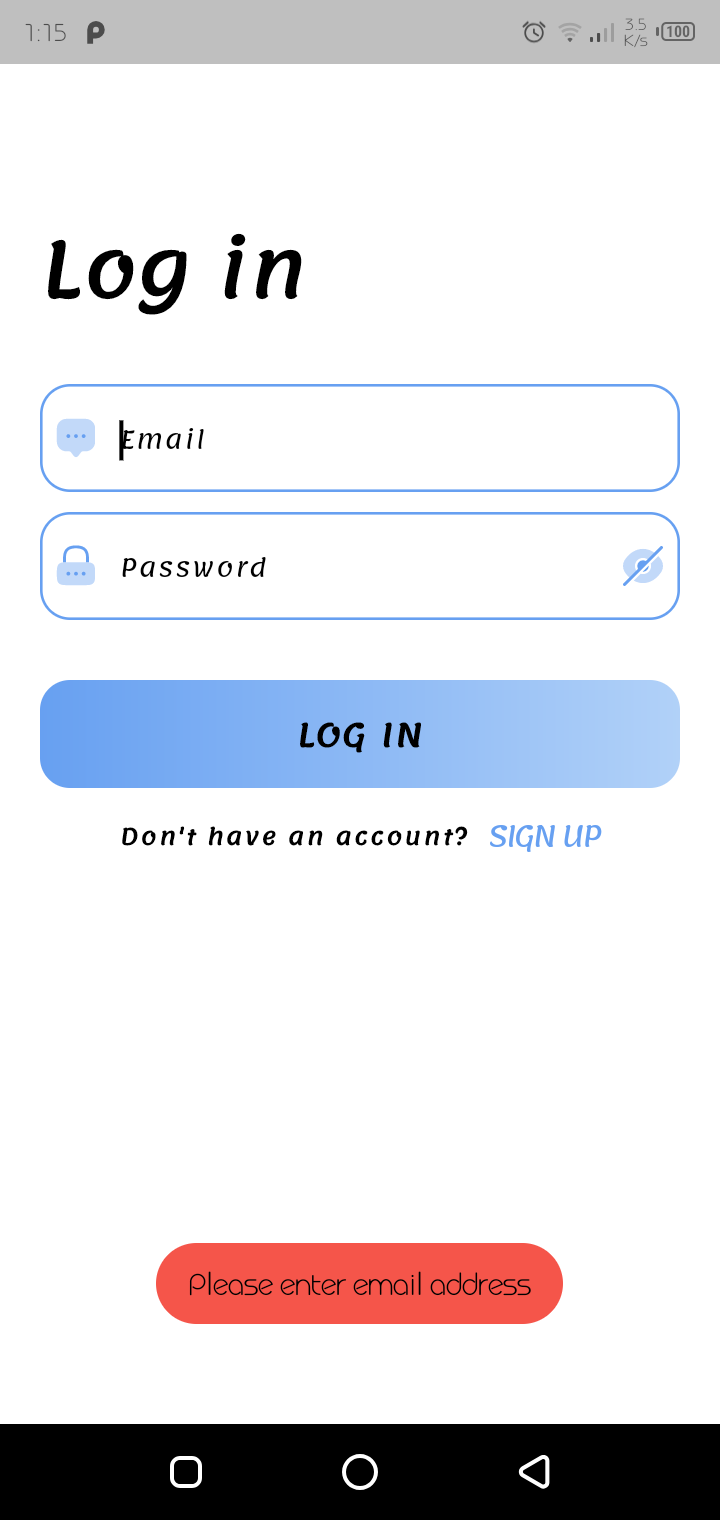 1:15
3.5
K/s
100
Log in
Email
Password
LOG IN
Don't have an account? SIGN UP
Please enter email address